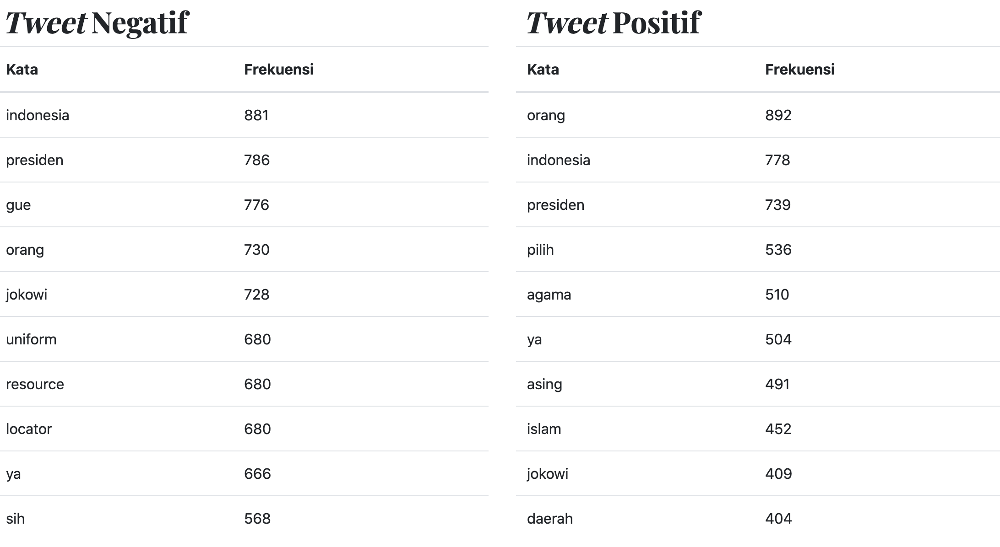 Tweet Negatif
Kata Frekuensi
indonesia 881
presiden 786
gue 776
orang 730
jokowi 728
uniform 680
resource 680
locator 680
ya 666
sih 568
Tweet Positif
Kata Frekuensi
orang 892
indonesia 778
presiden 739
pilih 536
agama 510
ya 504
asing 491
islam 452
jokowi 409
daerah 404